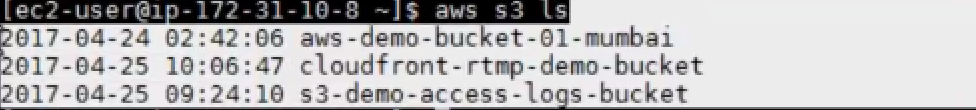 [ec2-user@ip-172-31-10-8 ~]$ aws s3 ls
2017-04-24 02:42:06 aws-demo-bucket-01-mumbai
2017-04-25 10:06:47 cloudfront-rtmp-demo-bucket
2017-04-25 09:24:10 s3-demo-access-logs-bucket